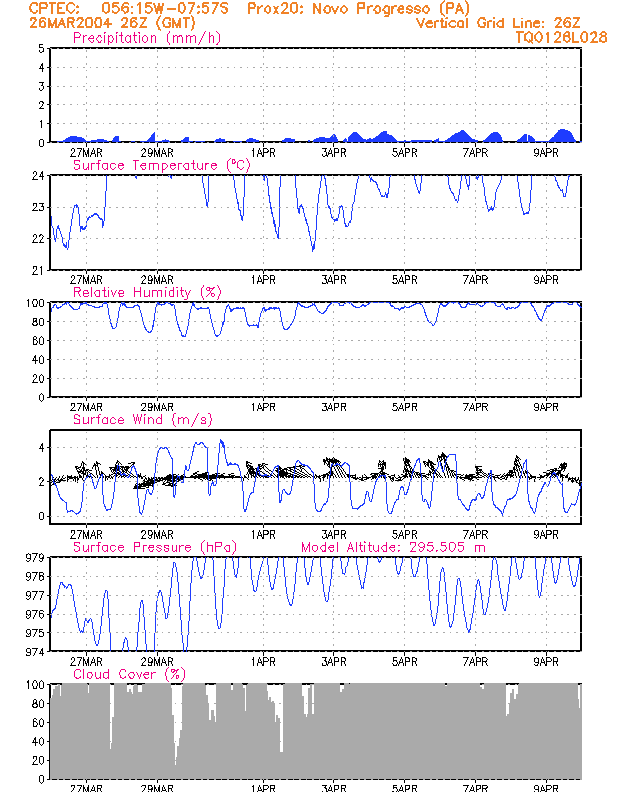 CPTEC: 056:15W-07:57S Prox20: Novo Progresso (PA)
26MAR2004 26Z (GMT) Vertical Grid Line: 26Z
Precipitation (mm/h) TQ0126L028
5
4
3
2
1
0
27MAR 29MAR 1APR 3APR 5APR 7APR 9APR
Surface Temperature (°C)
24
23
22
21
27MAR 29MAR 1APR 3APR 5APR 7APR 9APR
Relative Humidity (%)
100
80
60
40
20
0
27MAR 29MAR 1APR 3APR 5APR 7APR 9APR
Surface Wind (m/s)
4
2
0
27MAR 29MAR 1APR 3APR 5APR 7APR 9APR
Surface Pressure (hPa) Model Altitude: 295.505 m
979
978
977
976
975
974
27MAR 29MAR 1APR 3APR 5APR 7APR 9APR
Cloud Cover (%)
100
80
60
40
20
0
27MAR 29MAR 1APR 3APR 5APR 7APR 9APR